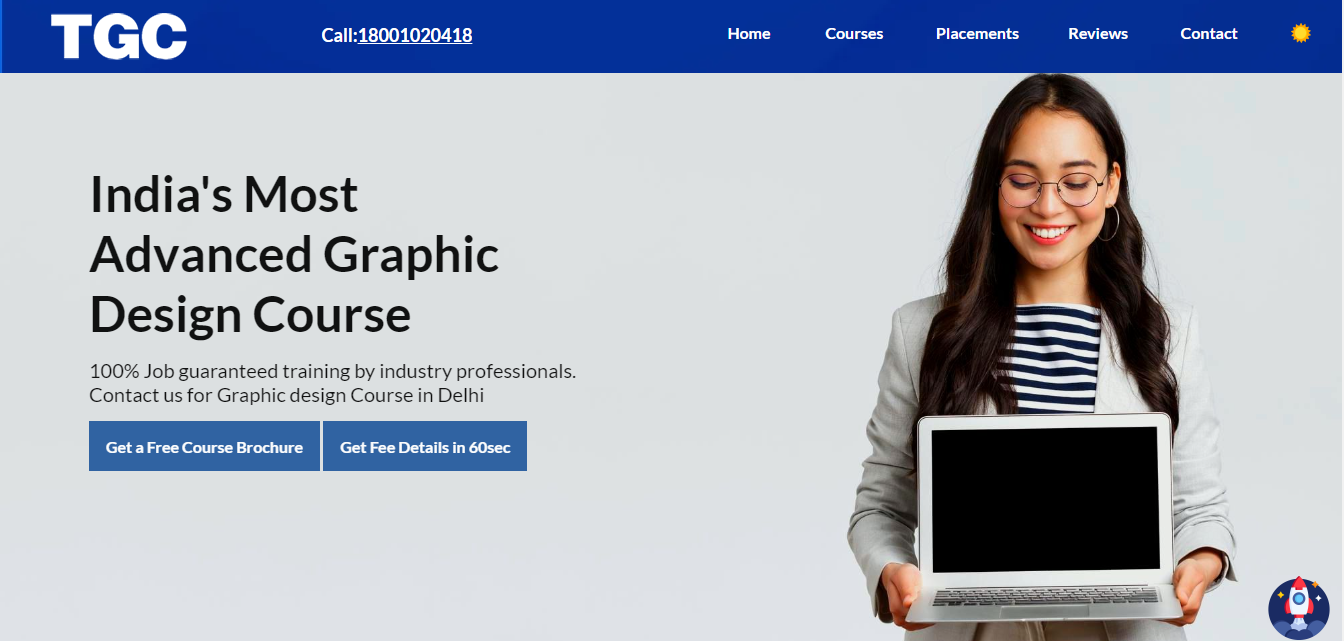 TGC
Call:18001020418
Home
Courses
Placements
Reviews
Contact
India's Most
Advanced Graphic
Design Course
100% Job guaranteed training by industry professionals.
Contact us for Graphic design Course in Delhi
Get a Free Course Brochure
Get Fee Details in 60sec